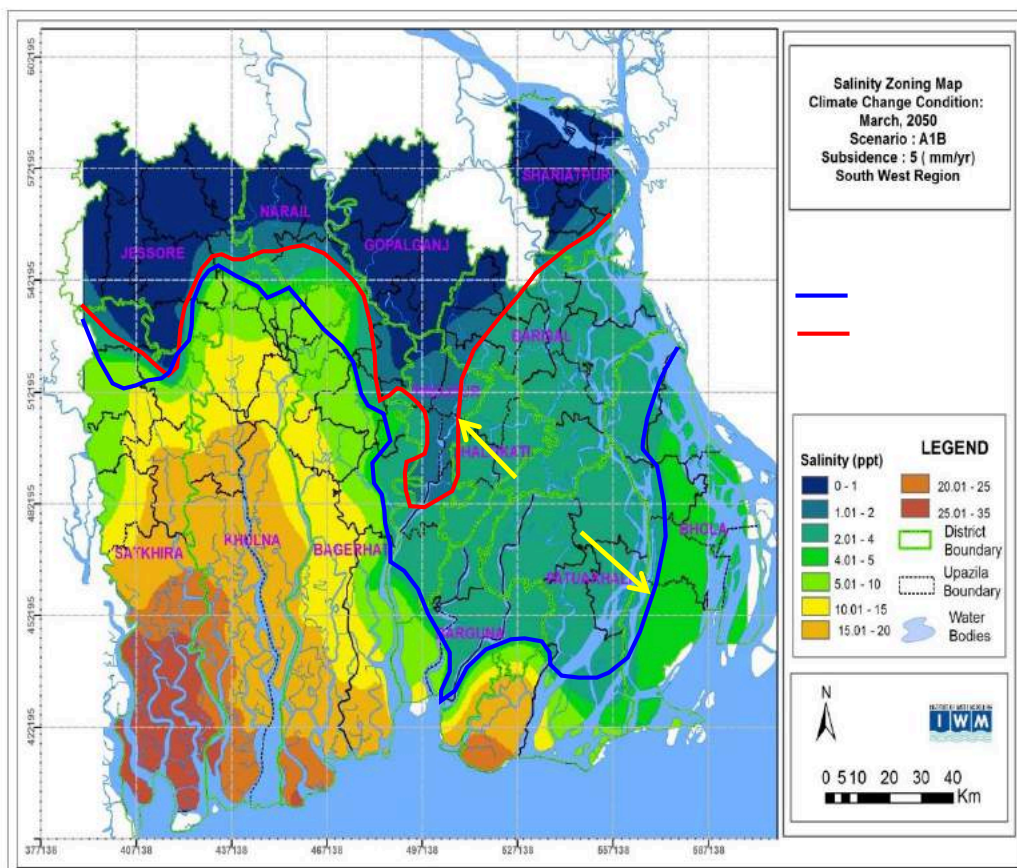 602195
572195
542195
512195
482195
452195
422195
377138
407138
437138
467138
497138
527138
557138
587138
SHARIATPUR
NARAIL
JESSORE
GOPALGANJ
BARISAL
SATKHIRA
KHULNA
BAGERHAT
BHOLA
BARGUNA
Salinity Zoning Map
Climate Change Condition:
March, 2050
Scenario : A1B
Subsidence : 5 ( mm/yr)
South West Region
LEGEND
Salinity (ppt)
0 - 1
1.01 - 2
2.01 - 4
4.01 - 5
5.01 - 10
10.01 - 15
15.01 - 20
20.01 - 25
25.01 - 35
District
Boundary
Upazila
Boundary
Water
Bodies
N
IWM
0 5 10 20 30 40
Km